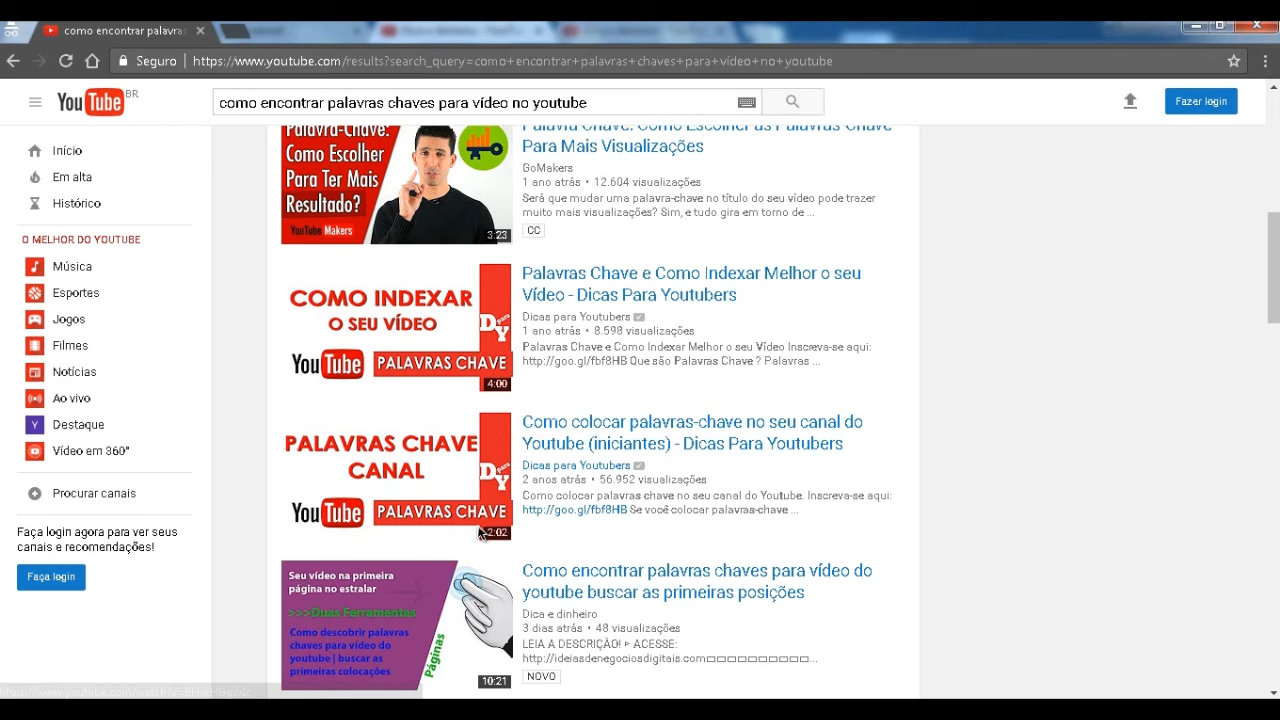 como encontrar palavras
Seguro
https://www.youtube.com/results?search_query=como+encontrar+palavras+chaves+para+vídeo+no+youtube
YouTube BR
como encontrar palavras chaves para vídeo no youtube
Fazer login
Início
Em alta
Histórico
O MELHOR DO YOUTUBE
Música
Esportes
Jogos
Filmes
Notícias
Ao vivo
Destaque
Vídeo em 360°
Procurar canais
Faça login agora para ver seus
canais e recomendações!
Faça login
Palavra-Chave:
Como Escolher
Para Ter Mais
Resultado?
YouTube Makers
3:23
Palavra Chave: Como Escolher as Palavras Chave
Para Mais Visualizações
GoMakers
1 ano atrás • 12.604 visualizações
Será que mudar uma palavra-chave no título do seu vídeo pode trazer
muito mais visualizações? Sim, e tudo gira em torno de ...
CC
COMO INDEXAR
O SEU VÍDEO
YouTube PALAVRAS CHAVE
D para Y
4:00
Palavras Chave e Como Indexar Melhor o seu
Vídeo - Dicas Para Youtubers
Dicas para Youtubers
1 ano atrás • 8.598 visualizações
Palavras Chave e Como Indexar Melhor o seu Vídeo Inscreva-se aqui:
http://goo.gl/fbf8HB Que são Palavras Chave ? Palavras ...
PALAVRAS CHAVE
CANAL
YouTube PALAVRAS CHAVE
D para Y
2:02
Como colocar palavras-chave no seu canal do
Youtube (iniciantes) - Dicas Para Youtubers
Dicas para Youtubers
2 anos atrás • 56.952 visualizações
Como colocar palavras chave no seu canal do Youtube. Inscreva-se aqui:
http://goo.gl/fbf8HB Se você colocar palavras-chave ...
Seu vídeo na primeira
página no estralar
>>>Duas Ferramentas
Como descobrir palavras
chaves para vídeo do
youtube | buscar as
primeiras colocações
Páginas
10:21
Como encontrar palavras chaves para vídeo do
youtube buscar as primeiras posições
Dica e dinheiro
3 dias atrás • 48 visualizações
LEIA A DESCRIÇÃO! ▶ ACESSE:
http://ideiasdenegociosdigitais.com□□□□□□□□□□...
NOVO